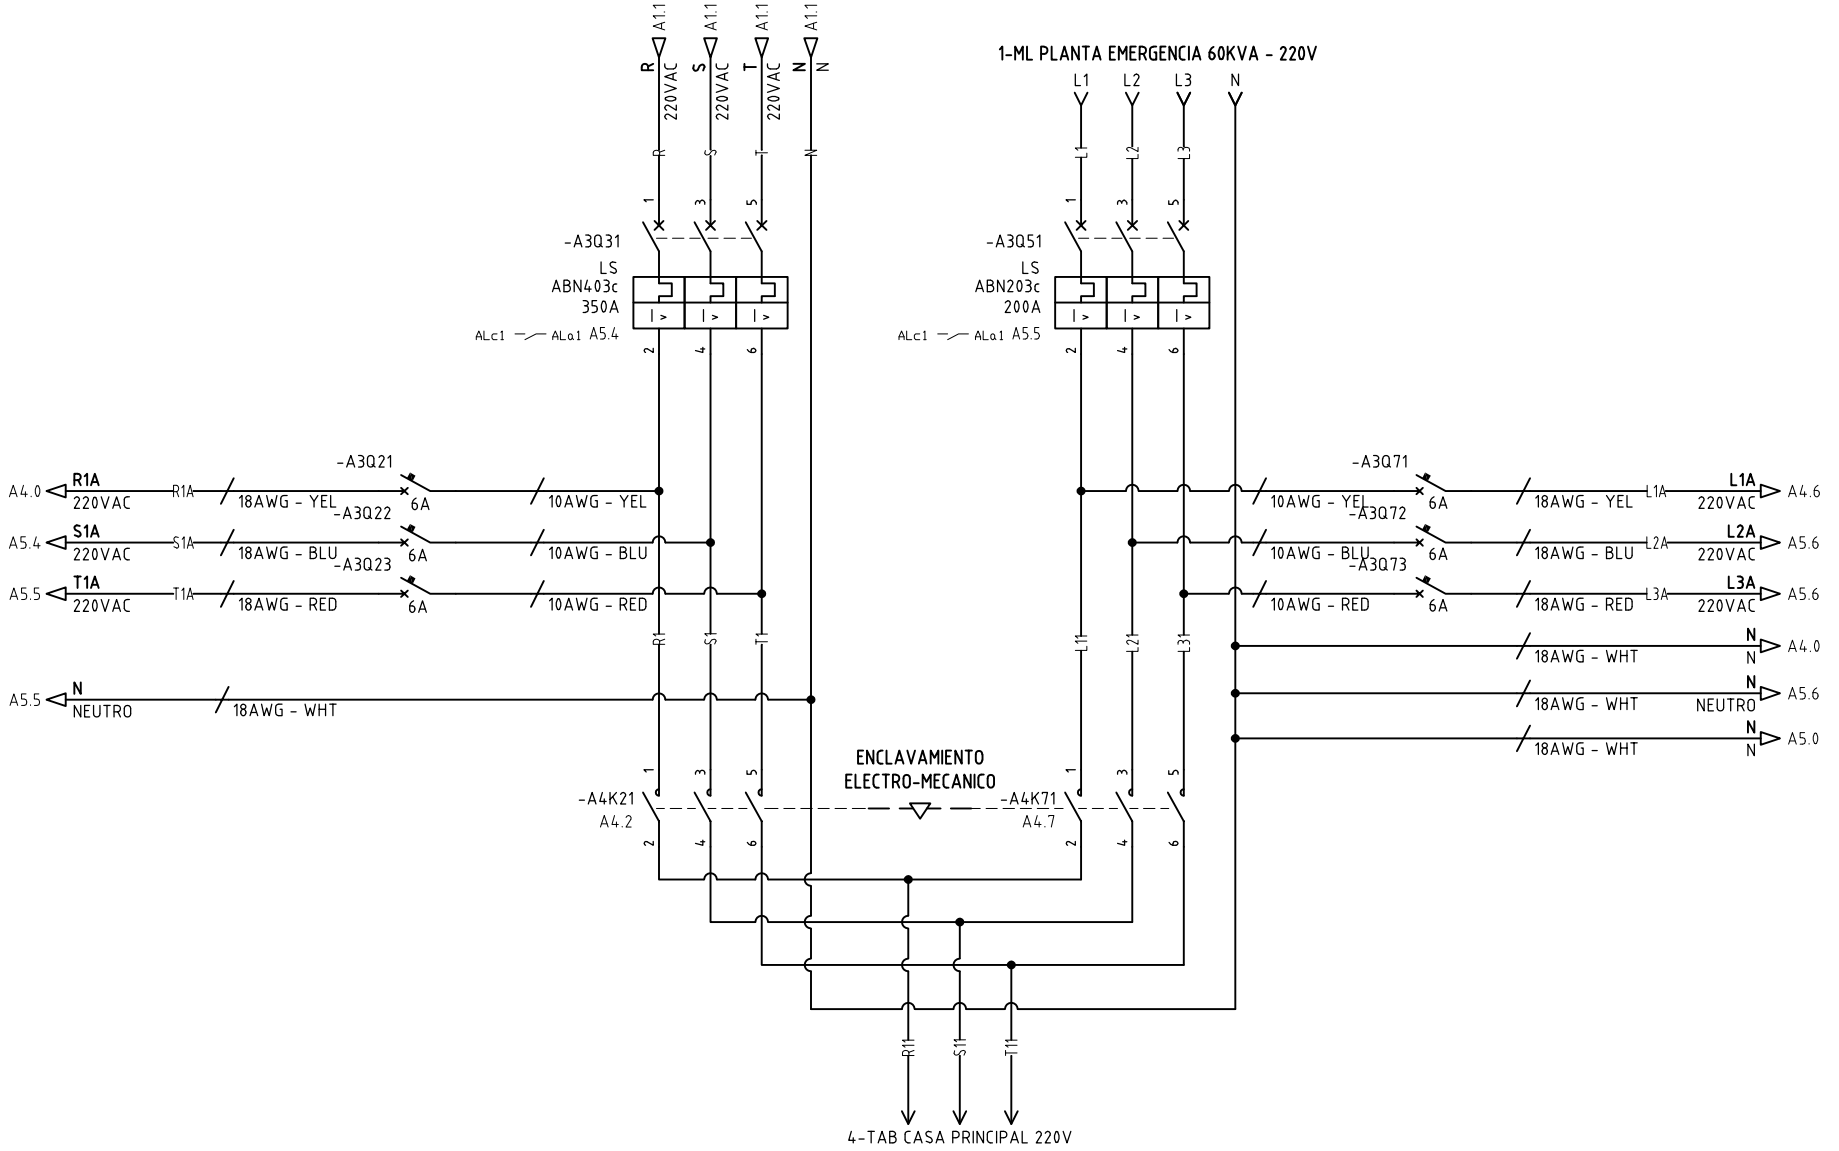 A1.1 A1.1 A1.1 A1.1
R S T N
220VAC 220VAC 220VAC N
1-ML PLANTA EMERGENCIA 60KVA - 220V
L1 L2 L3 N
R S T N
L1 L2 L3
1 3 5
1 3 5
-A3Q31
LS
ABN403c
350A
ALc1 ALa1 A5.4
I > I > I >
2 4 6
-A3Q51
LS
ABN203c
200A
ALc1 ALa1 A5.5
I > I > I >
2 4 6
A4.0 R1A
220VAC
R1A
18AWG - YEL
-A3Q21
6A
10AWG - YEL
A5.4 S1A
220VAC
S1A
18AWG - BLU
-A3Q22
6A
10AWG - BLU
A5.5 T1A
220VAC
T1A
18AWG - RED
-A3Q23
6A
10AWG - RED
10AWG - YEL
-A3Q71
6A
18AWG - YEL
L1A
L1A
220VAC
A4.6
10AWG - BLU
-A3Q72
6A
18AWG - BLU
L2A
L2A
220VAC
A5.6
10AWG - RED
-A3Q73
6A
18AWG - RED
L3A
L3A
220VAC
A5.6
R1 S1 T1
L11 L21 L31
18AWG - WHT
N
N
A4.0
A5.5 N
NEUTRO
18AWG - WHT
18AWG - WHT
N
NEUTRO
A5.6
18AWG - WHT
N
N
A5.0
ENCLAVAMIENTO
ELECTRO-MECANICO
1 3 5
-A4K21
A4.2
2 4 6
1 3 5
-A4K71
A4.7
2 4 6
R11 S11 T11
4-TAB CASA PRINCIPAL 220V